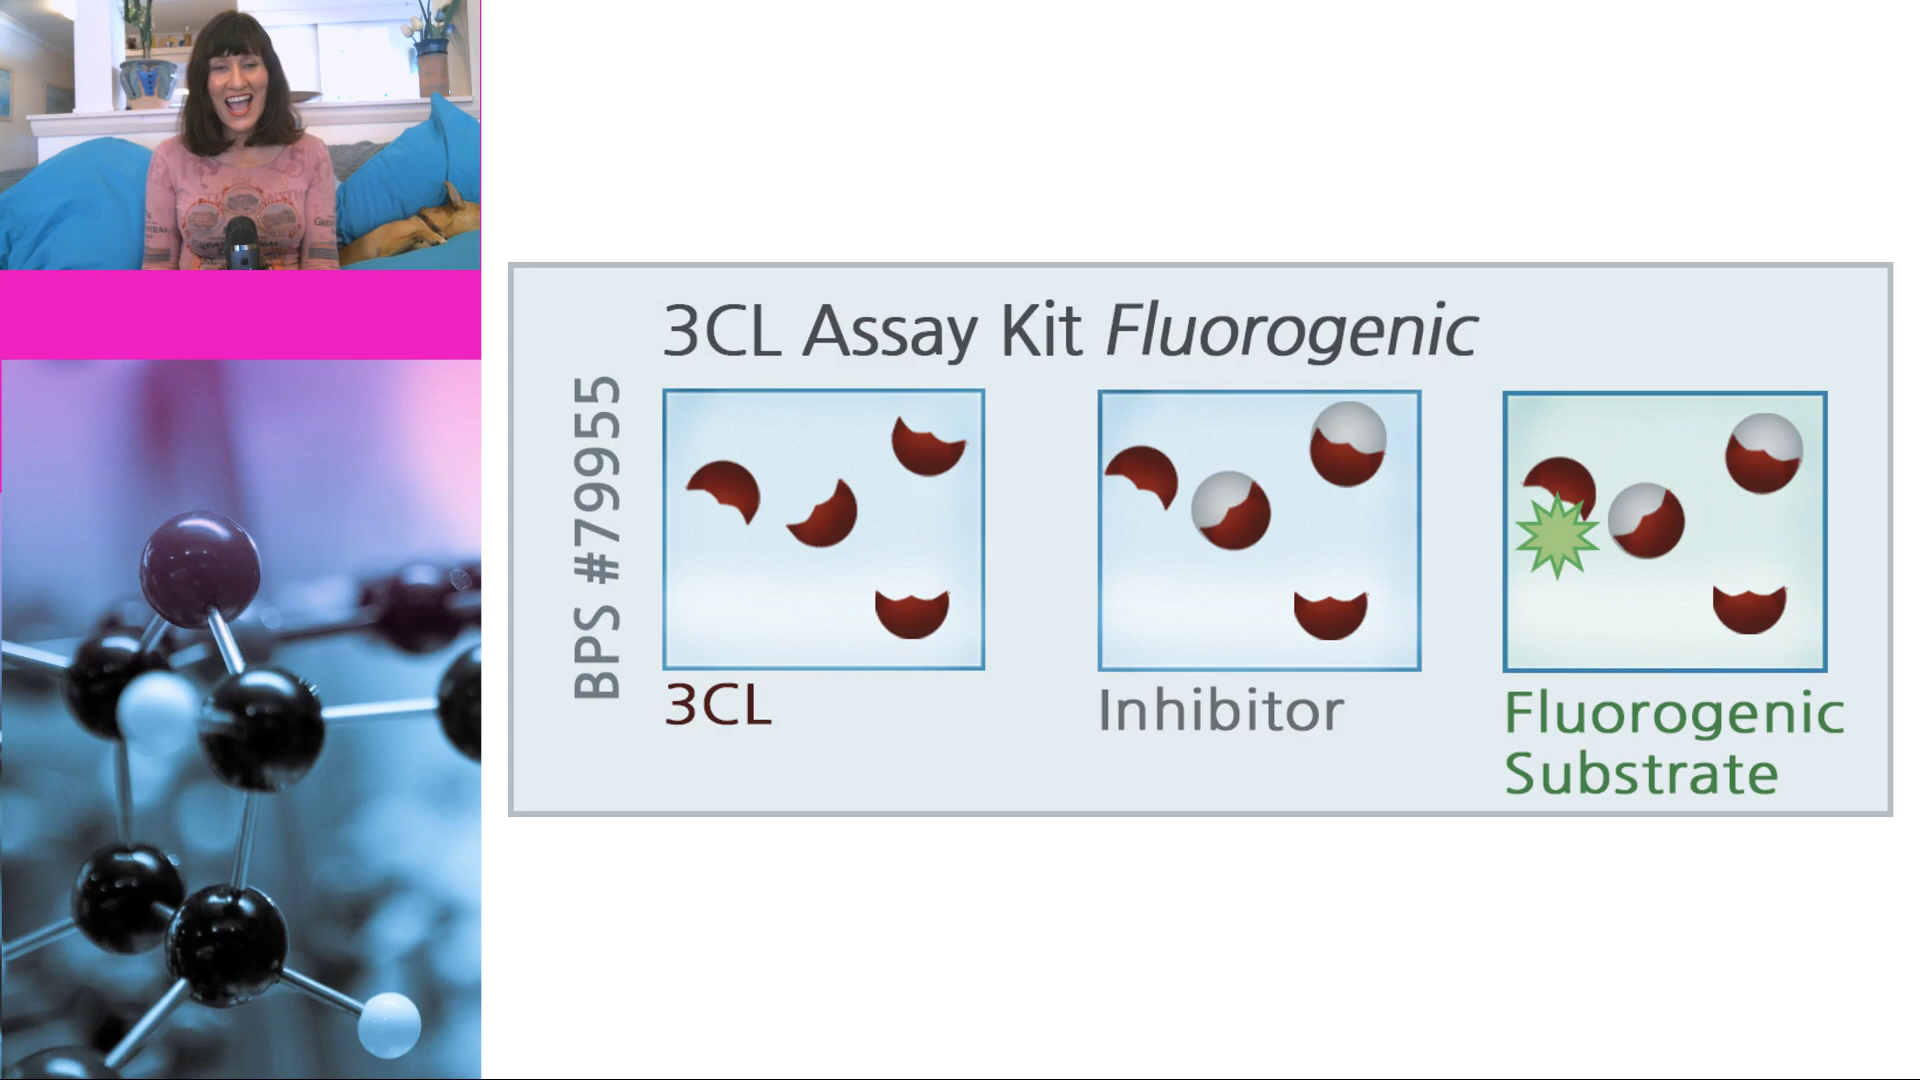 3CL Assay Kit Fluorogenic
BPS #79955
3CL
Inhibitor
Fluorogenic
Substrate